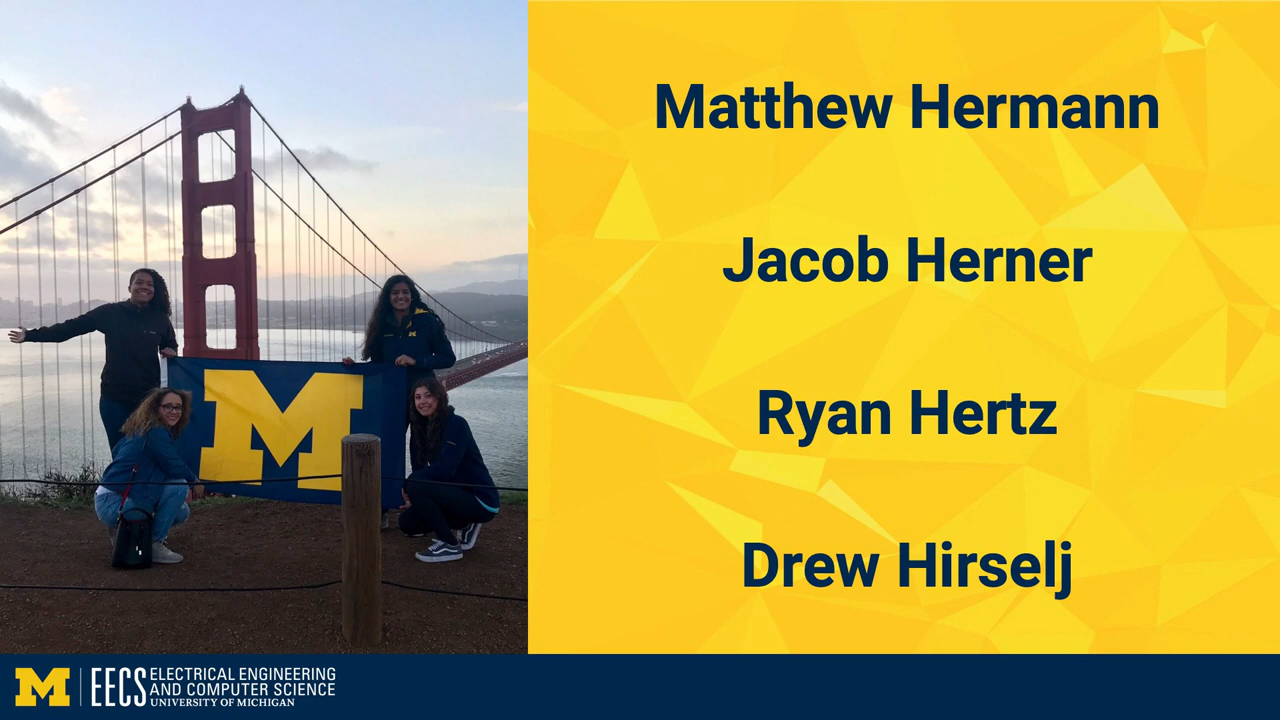 Matthew Hermann
Jacob Herner
Ryan Hertz
Drew Hirselj
M
M
EECS
ELECTRICAL ENGINEERING
AND COMPUTER SCIENCE
UNIVERSITY OF MICHIGAN